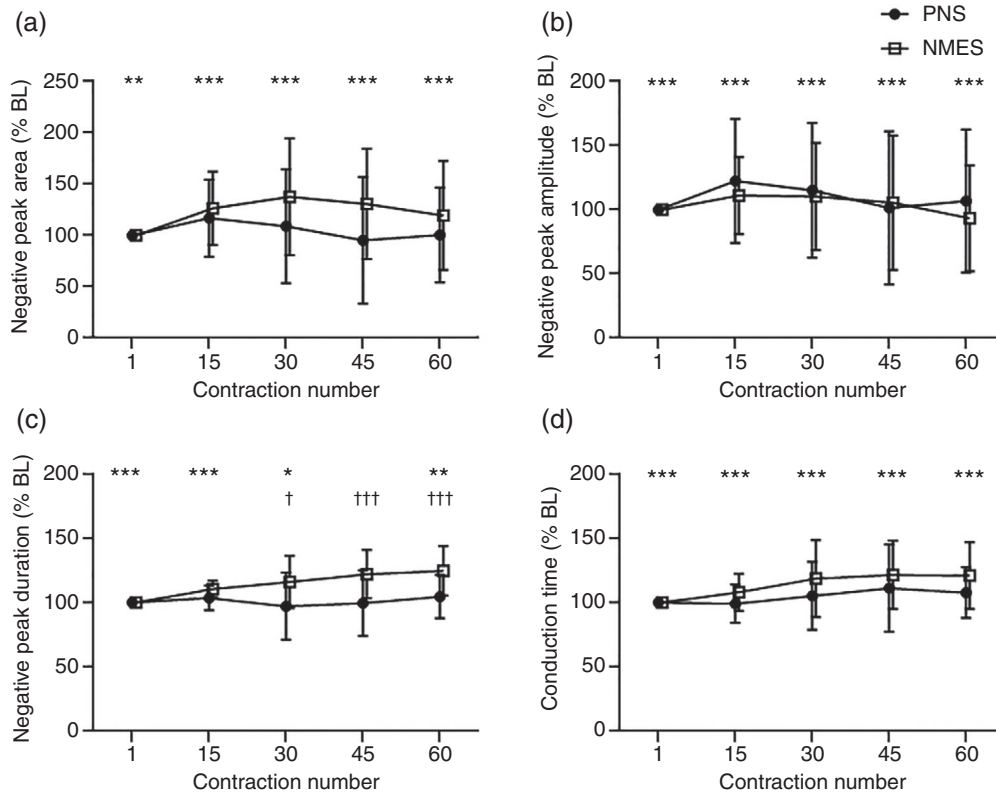 (a)
** *** *** *** ***
Negative peak area (% BL)
250
200
150
100
50
0
1 15 30 45 60
Contraction number
(b)
PNS
NMES
*** *** *** *** ***
Negative peak amplitude (% BL)
200
150
100
50
0
1 15 30 45 60
Contraction number
(c)
*** *** * **
† ††† †††
Negative peak duration (% BL)
200
150
100
50
0
1 15 30 45 60
Contraction number
(d)
*** *** *** *** ***
Conduction time (% BL)
200
150
100
50
0
1 15 30 45 60
Contraction number